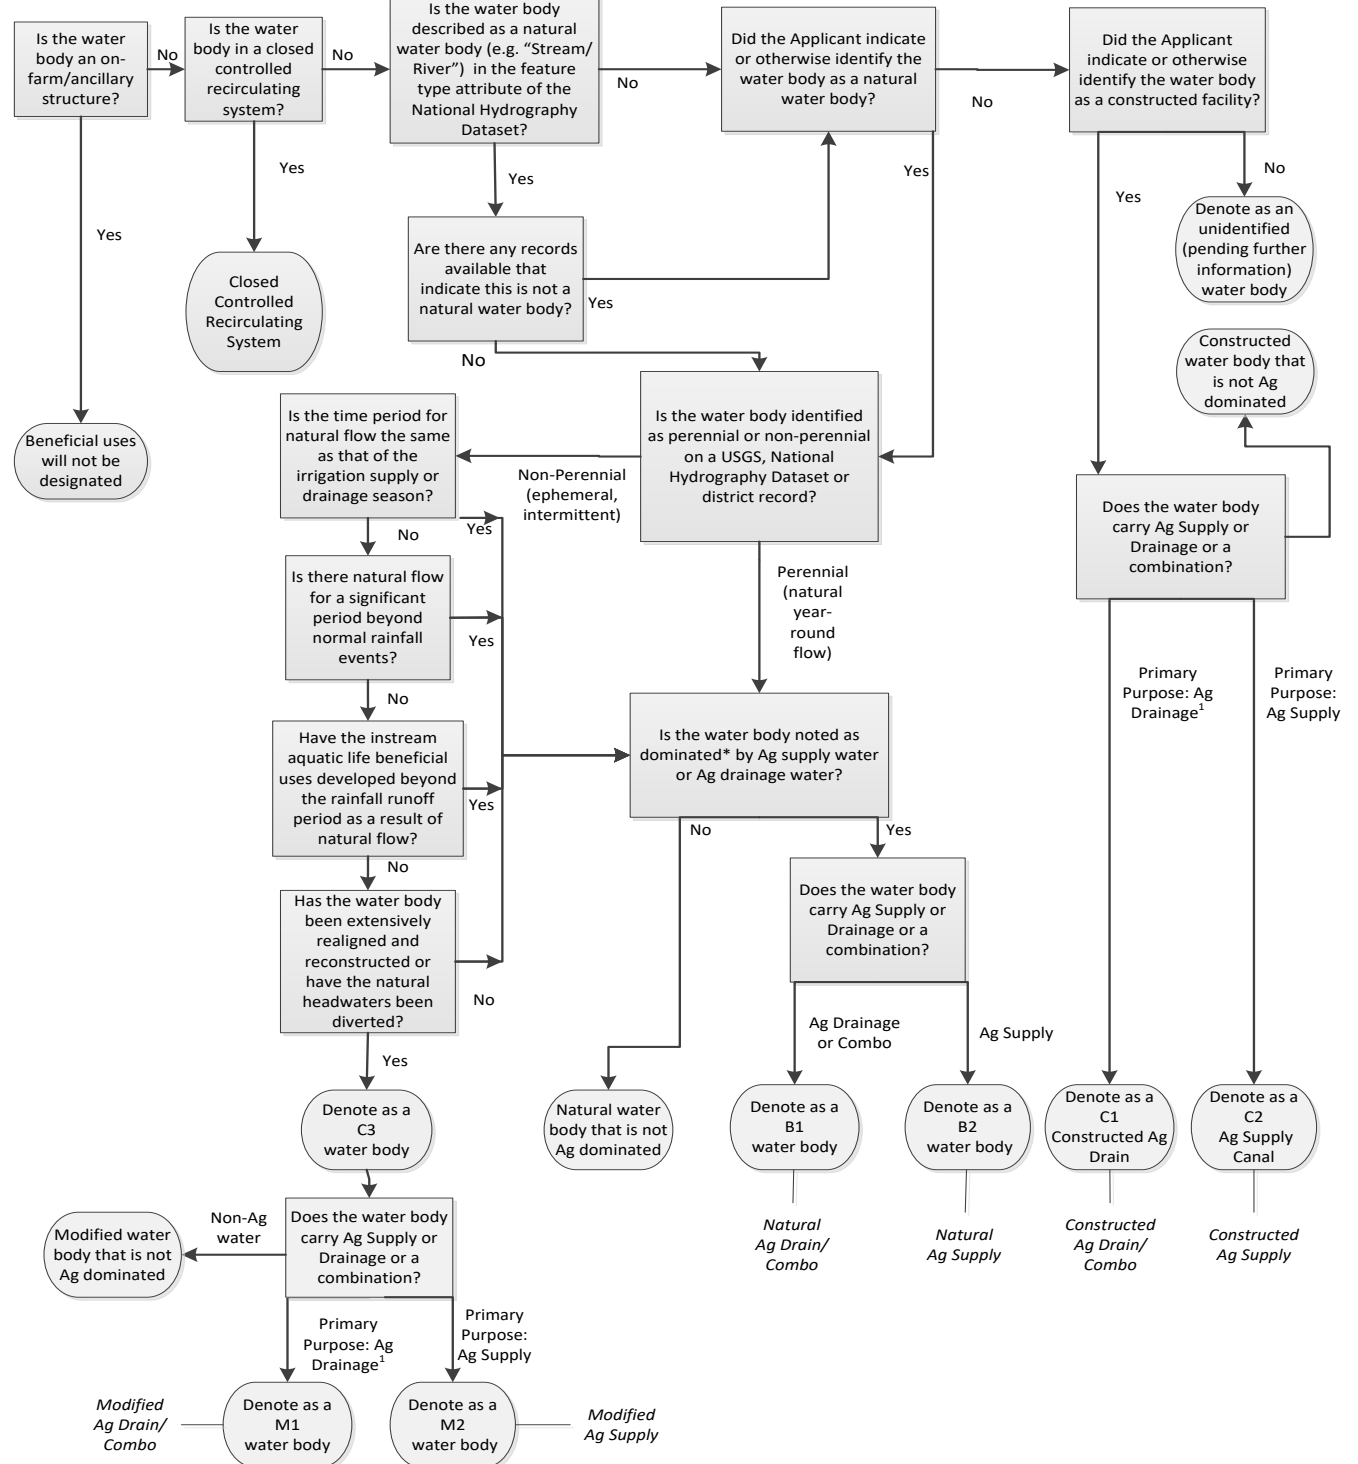 Is the water
body an on-
farm/ancillary
structure?
No
Is the water
body in a closed
controlled
recirculating
system?
No
Is the water body
described as a natural
water body (e.g. “Stream/
River”) in the feature
type attribute of the
National Hydrography
Dataset?
No
Did the Applicant indicate
or otherwise identify the
water body as a natural
water body?
No
Did the Applicant
indicate or otherwise
identify the water body
as a constructed facility?
Yes
Yes
Yes
Yes
Yes
No
Beneficial uses
will not be
designated
Closed
Controlled
Recirculating
System
Are there any records
available that
indicate this is not a
natural water body?
Yes
No
Denote as an
unidentified
(pending further
information)
water body
Constructed
water body that
is not Ag
dominated
Is the water body identified
as perennial or non-perennial
on a USGS, National
Hydrography Dataset or
district record?
Non-Perennial
(ephemeral,
intermittent)
Perennial
(natural
year-
round
flow)
Is the time period for
natural flow the same
as that of the
irrigation supply or
drainage season?
Yes
No
Is there natural flow
for a significant
period beyond
normal rainfall
events?
Yes
No
Have the instream
aquatic life beneficial
uses developed beyond
the rainfall runoff
period as a result of
natural flow?
Yes
No
Has the water body
been extensively
realigned and
reconstructed or
have the natural
headwaters been
diverted?
No
Yes
Is the water body noted as
dominated* by Ag supply water
or Ag drainage water?
No
Yes
Does the water body
carry Ag Supply or
Drainage or a
combination?
Ag Drainage
or Combo
Ag Supply
Does the water body
carry Ag Supply or
Drainage or a
combination?
Primary
Purpose: Ag
Drainage1
Primary
Purpose:
Ag Supply
Denote as a
C3
water body
Natural water
body that is not
Ag dominated
Denote as a
B1
water body
Denote as a
B2
water body
Denote as a
C1
Constructed Ag
Drain
Denote as a
C2
Ag Supply
Canal
Natural
Ag Drain/
Combo
Natural
Ag Supply
Constructed
Ag Drain/
Combo
Constructed
Ag Supply
Does the water body
carry Ag Supply or
Drainage or a
combination?
Non-Ag
water
Modified water
body that is not
Ag dominated
Primary
Purpose: Ag
Drainage1
Primary
Purpose:
Ag Supply
Modified
Ag Drain/
Combo
Denote as a
M1
water body
Denote as a
M2
water body
Modified
Ag Supply